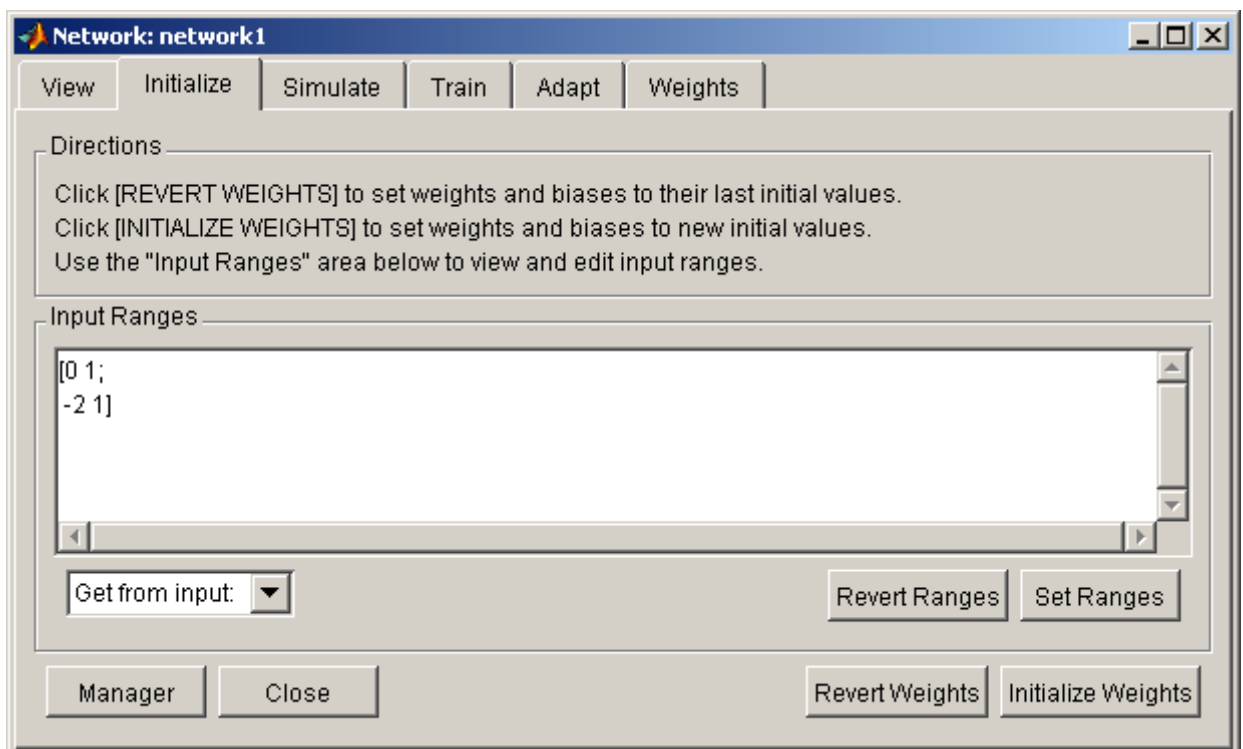 Network: network1
View Initialize Simulate Train Adapt Weights
Directions
Click [REVERT WEIGHTS] to set weights and biases to their last initial values.
Click [INITIALIZE WEIGHTS] to set weights and biases to new initial values.
Use the "Input Ranges" area below to view and edit input ranges.
Input Ranges
[0 1;
-2 1]
Get from input: Revert Ranges Set Ranges
Manager Close Revert Weights Initialize Weights